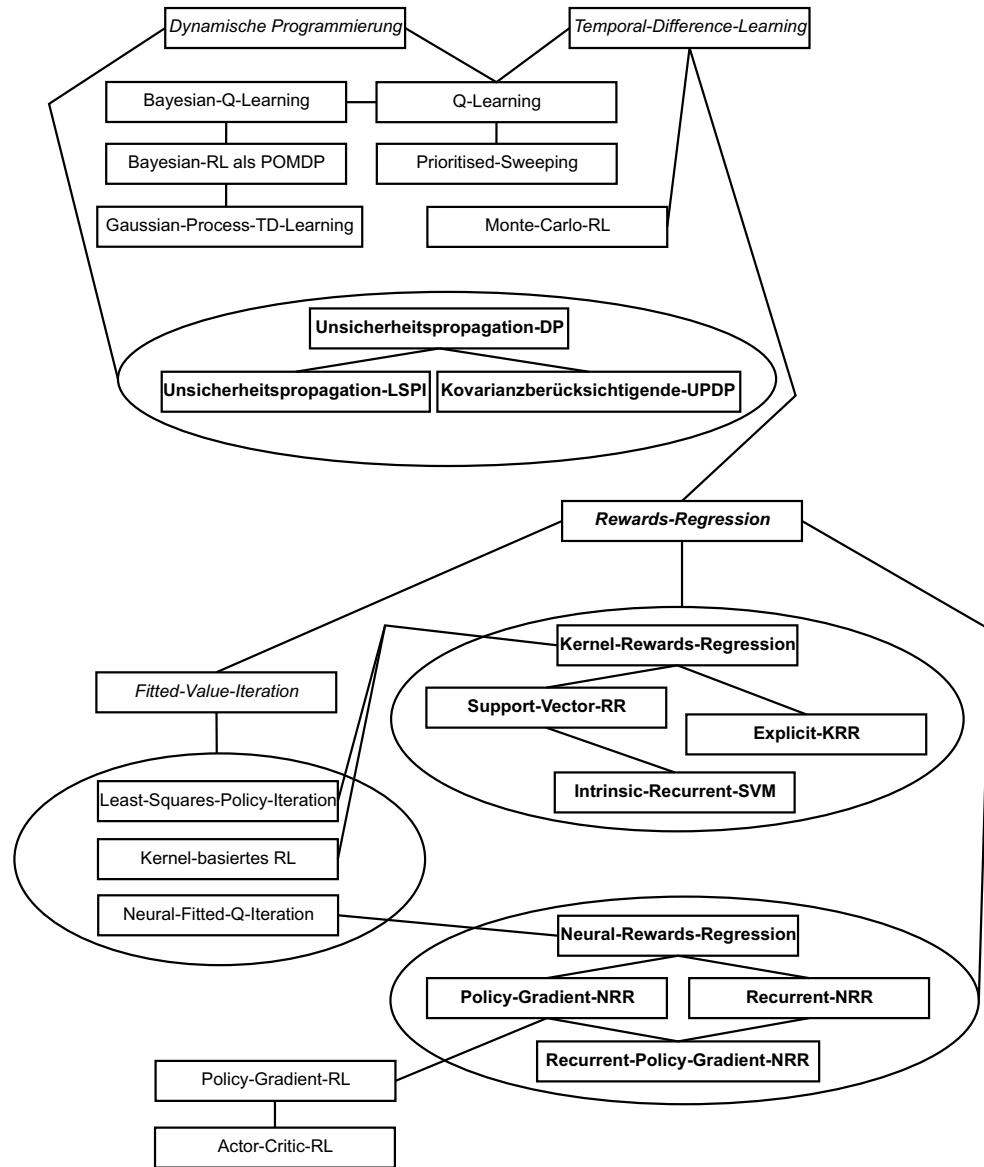 Dynamische Programmierung
Temporal-Difference-Learning
Bayesian-Q-Learning
Q-Learning
Bayesian-RL als POMDP
Prioritised-Sweeping
Gaussian-Process-TD-Learning
Monte-Carlo-RL
Unsicherheitspropagation-DP
Unsicherheitspropagation-LSPI
Kovarianzberücksichtigende-UPDP
Rewards-Regression
Kernel-Rewards-Regression
Fitted-Value-Iteration
Support-Vector-RR
Explicit-KRR
Least-Squares-Policy-Iteration
Intrinsic-Recurrent-SVM
Kernel-basiertes RL
Neural-Fitted-Q-Iteration
Neural-Rewards-Regression
Policy-Gradient-NRR
Recurrent-NRR
Recurrent-Policy-Gradient-NRR
Policy-Gradient-RL
Actor-Critic-RL